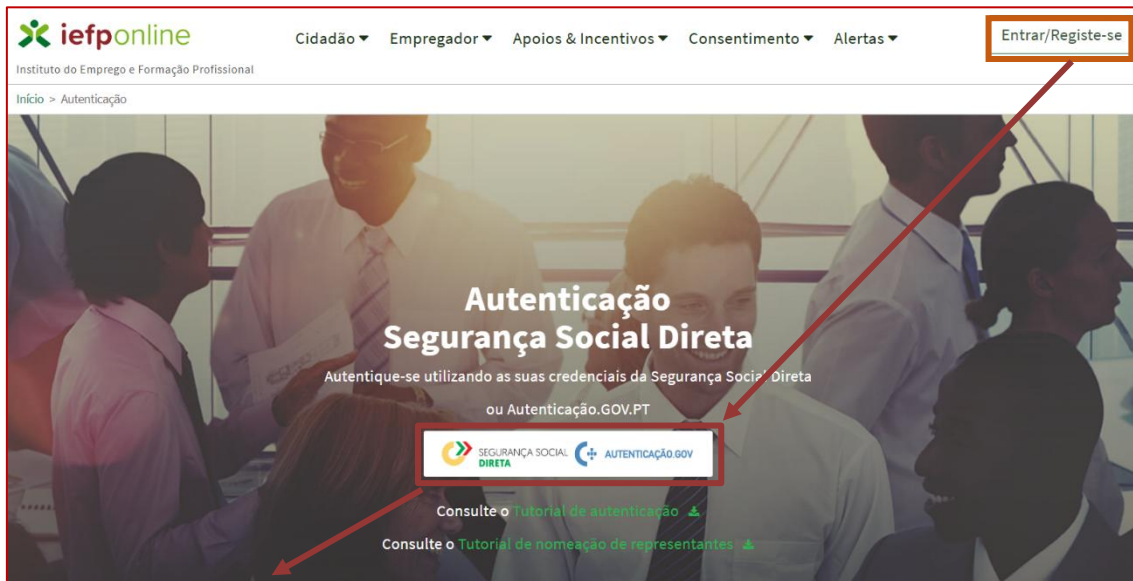 iefponline
Cidadão Empregador Apoios & Incentivos Consentimento Alertas Entrar/Registe-se
Instituto do Emprego e Formação Profissional
Início > Autenticação
Autenticação
Segurança Social Direta
Autentique-se utilizando as suas credenciais da Segurança Social Direta
ou Autenticação.GOV.PT
SEGURANÇA SOCIAL
DIRETA
AUTENTICAÇÃO.GOV
Consulte o Tutorial de autenticação
Consulte o Tutorial de nomeação de representantes